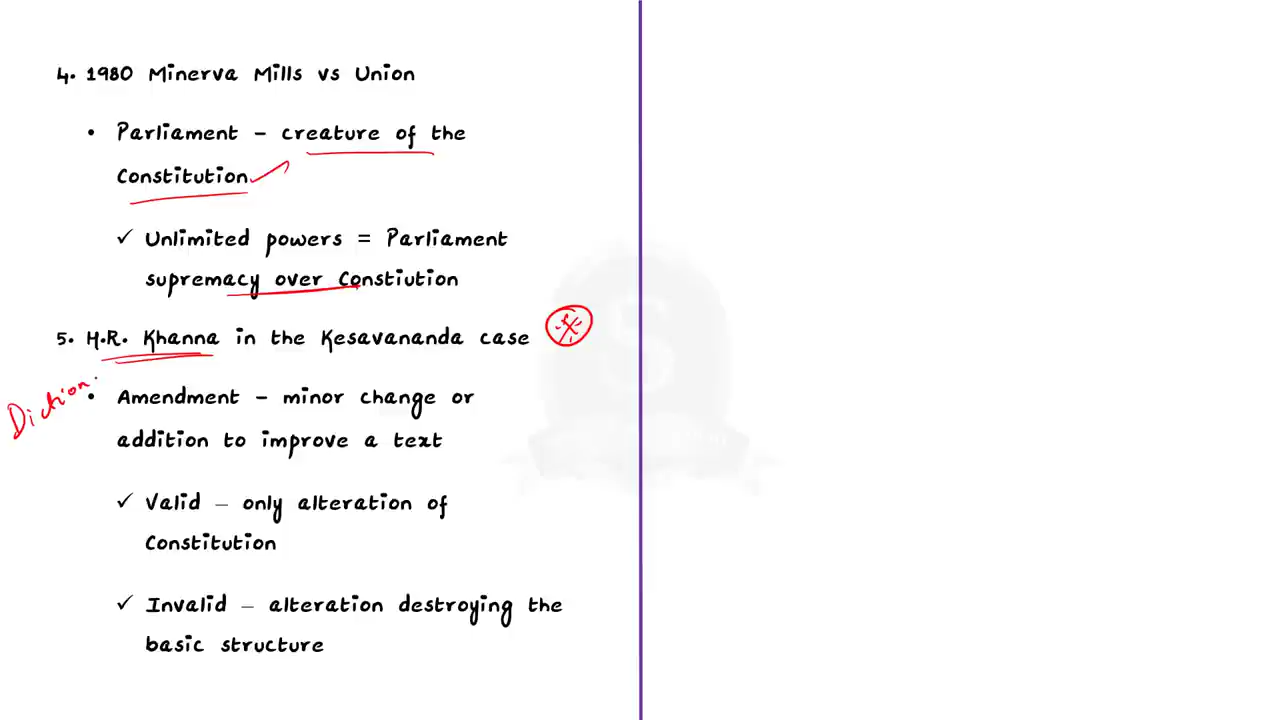 4. 1980 Minerva Mills vs Union
• Parliament – creature of the
Constitution
✓ Unlimited powers = Parliament
supremacy over Constiution
5. H.R. Khanna in the Kesavananda case
Diction.
• Amendment – minor change or
addition to improve a text
✓ Valid – only alteration of
Constitution
✓ Invalid – alteration destroying the
basic structure